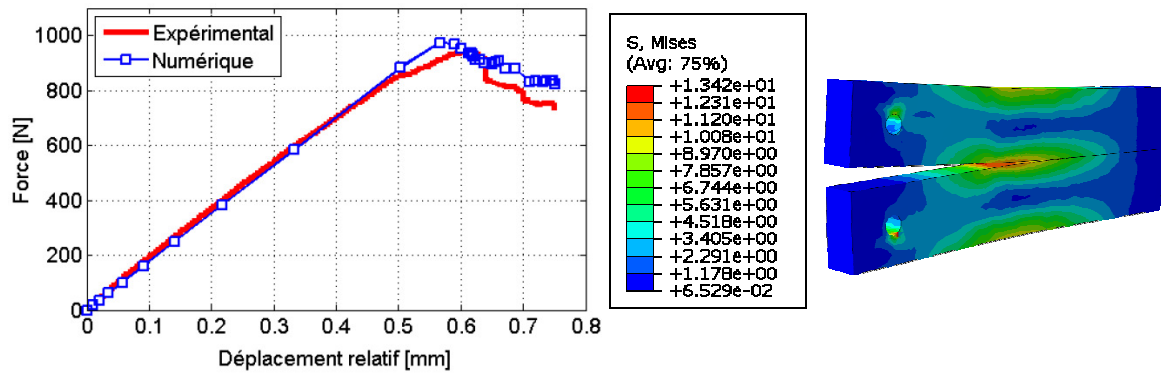 1000
800
600
400
200
0
Force [N]
Expérimental
Numérique
0 0.1 0.2 0.3 0.4 0.5 0.6 0.7 0.8
Déplacement relatif [mm]
S, Mises
(Avg: 75%)
+1.342e+01
+1.231e+01
+1.120e+01
+1.008e+01
+8.970e+00
+7.857e+00
+6.744e+00
+5.631e+00
+4.518e+00
+3.405e+00
+2.291e+00
+1.178e+00
+6.529e-02